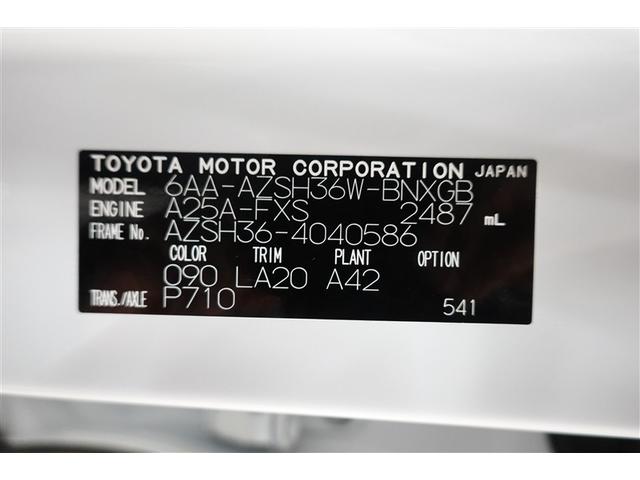 TOYOTA MOTOR CORPORATION JAPAN
MODEL 6AA-AZSH36W-BNXGB
ENGINE A25A-FXS 2487 mL
FRAME No. AZSH36-4040586
COLOR TRIM PLANT OPTION
090 LA20 A42
TRANS./AXLE P710 541